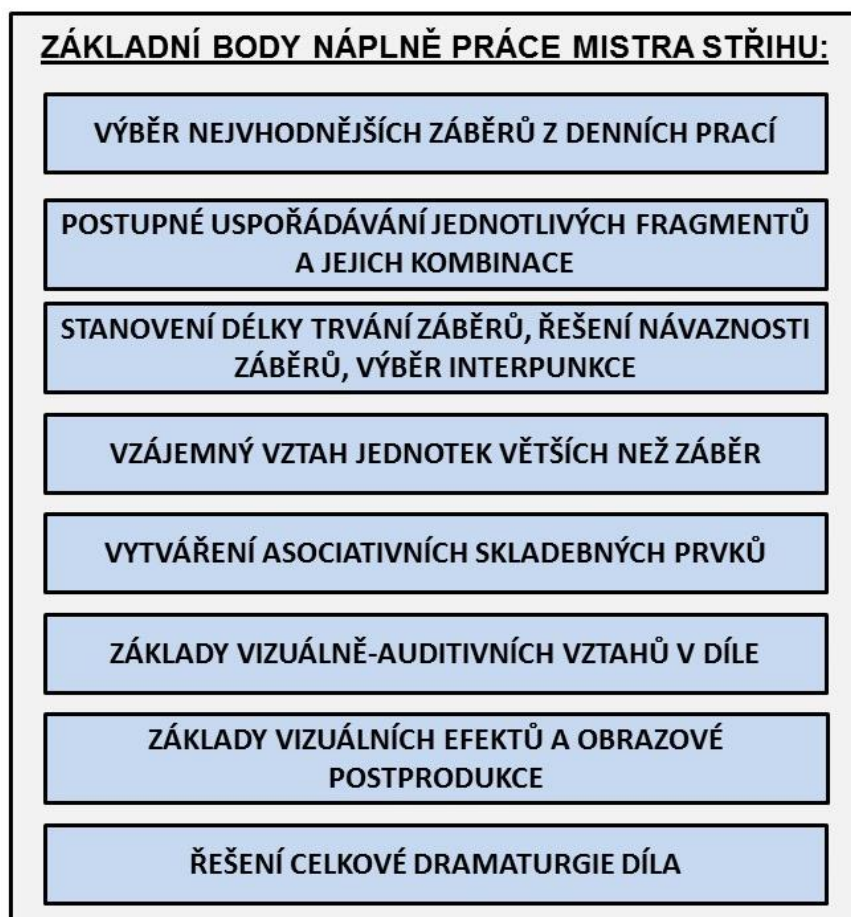 ZÁKLADNÍ BODY NÁPLNĚ PRÁCE MISTRA STŘIHU:
VÝBĚR NEJVHODNĚJŠÍCH ZÁBĚRŮ Z DENNÍCH PRACÍ
POSTUPNÉ USPOŘÁDÁVÁNÍ JEDNOTLIVÝCH FRAGMENTŮ
A JEJICH KOMBINACE
STANOVENÍ DÉLKY TRVÁNÍ ZÁBĚRŮ, ŘEŠENÍ NÁVAZNOSTI
ZÁBĚRŮ, VÝBĚR INTERPUNKCE
VZÁJEMNÝ VZTAH JEDNOTEK VĚTŠÍCH NEŽ ZÁBĚR
VYTVÁŘENÍ ASOCIATIVNÍCH SKLADEBNÝCH PRVKŮ
ZÁKLADY VIZUÁLNĚ-AUDITIVNÍCH VZTAHŮ V DÍLE
ZÁKLADY VIZUÁLNÍCH EFEKTŮ A OBRAZOVÉ
POSTPRODUKCE
ŘEŠENÍ CELKOVÉ DRAMATURGIE DÍLA